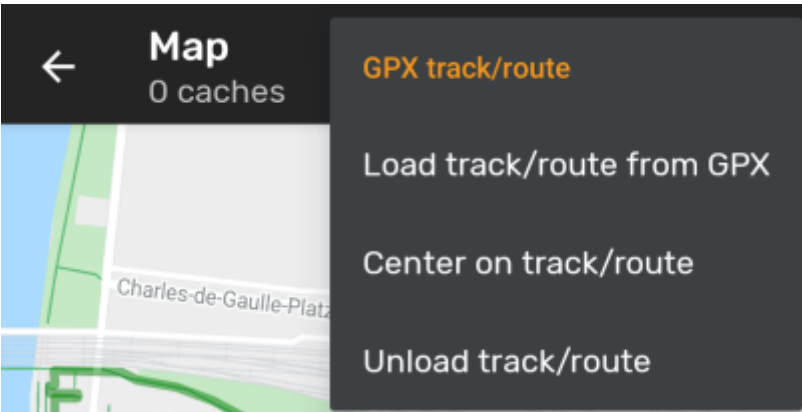 Map
0 caches
GPX track/route
Load track/route from GPX
Center on track/route
Unload track/route
Charles-de-Gaulle-Platz